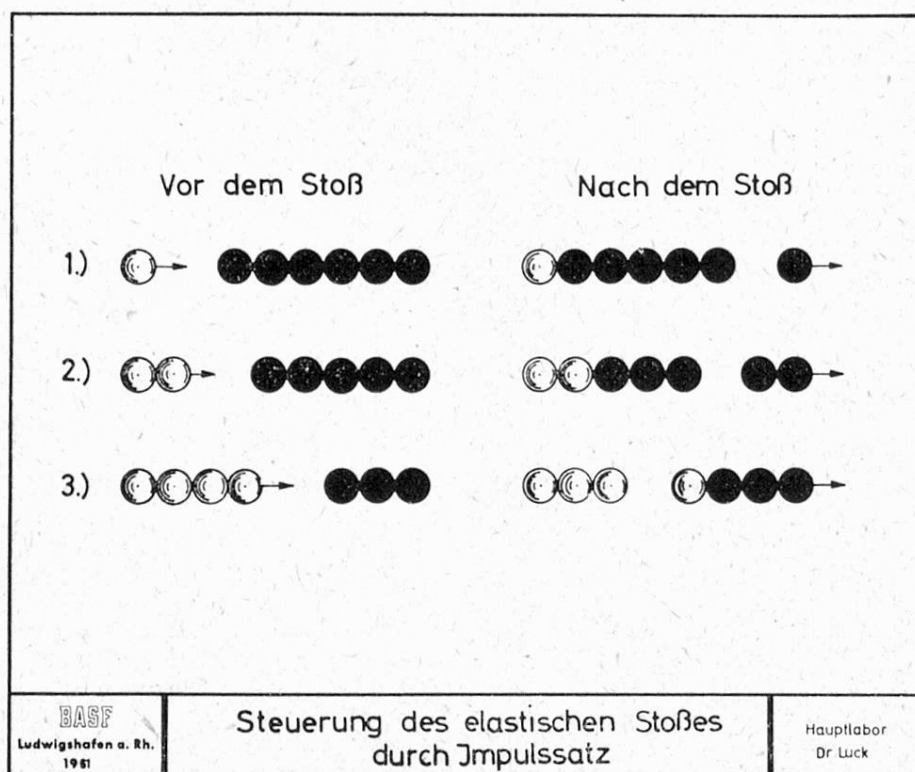 Vor dem Stoß
Nach dem Stoß
1.)
2.)
3.)
BASF
Ludwigshafen a. Rh.
1961
Steuerung des elastischen Stoßes
durch Jmpulssatz
Hauptlabor
Dr Luck